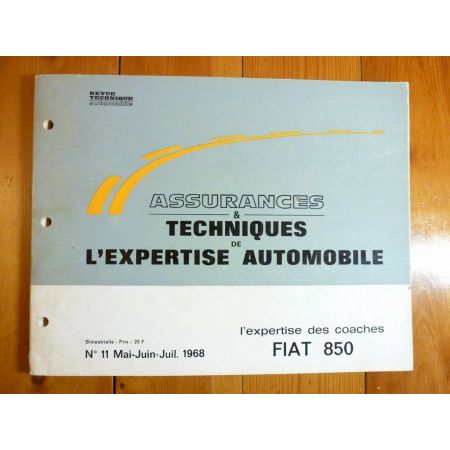 REVUE
TECHNIQUE
automobile
ASSURANCES
&
TECHNIQUES
DE
L'EXPERTISE AUTOMOBILE
l'expertise des coaches
Bimestrielle - Prix : 25 F
FIAT 850
N° 11 Mai-Juin-Juil. 1968